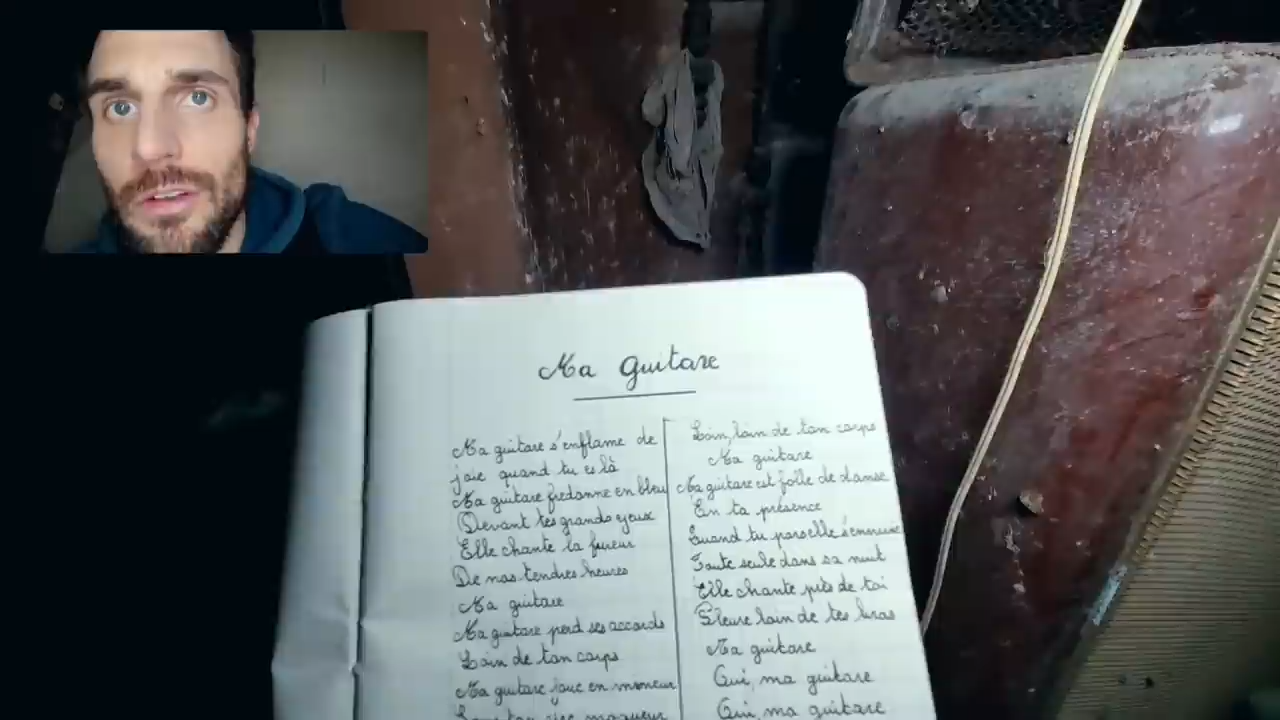 Ma guitare
Ma guitare s'enflame de
joie quand tu es là
Ma guitare fredonne en bleu
Devant tes grands yeux
Elle chante la fureur
De nos tendres heures
Ma guitare
Ma guitare perd ses accords
Loin de ton corps
Ma guitare joue en mineur
Loin, loin de ton corps
Ma guitare
Ma guitare est folle de danse
En ta présence
Quand tu pars elle s'ennuie
Toute seule dans sa nuit
Elle chante près de toi
Pleure loin de tes bras
Ma guitare
Oui, ma guitare
Oui, ma guitare